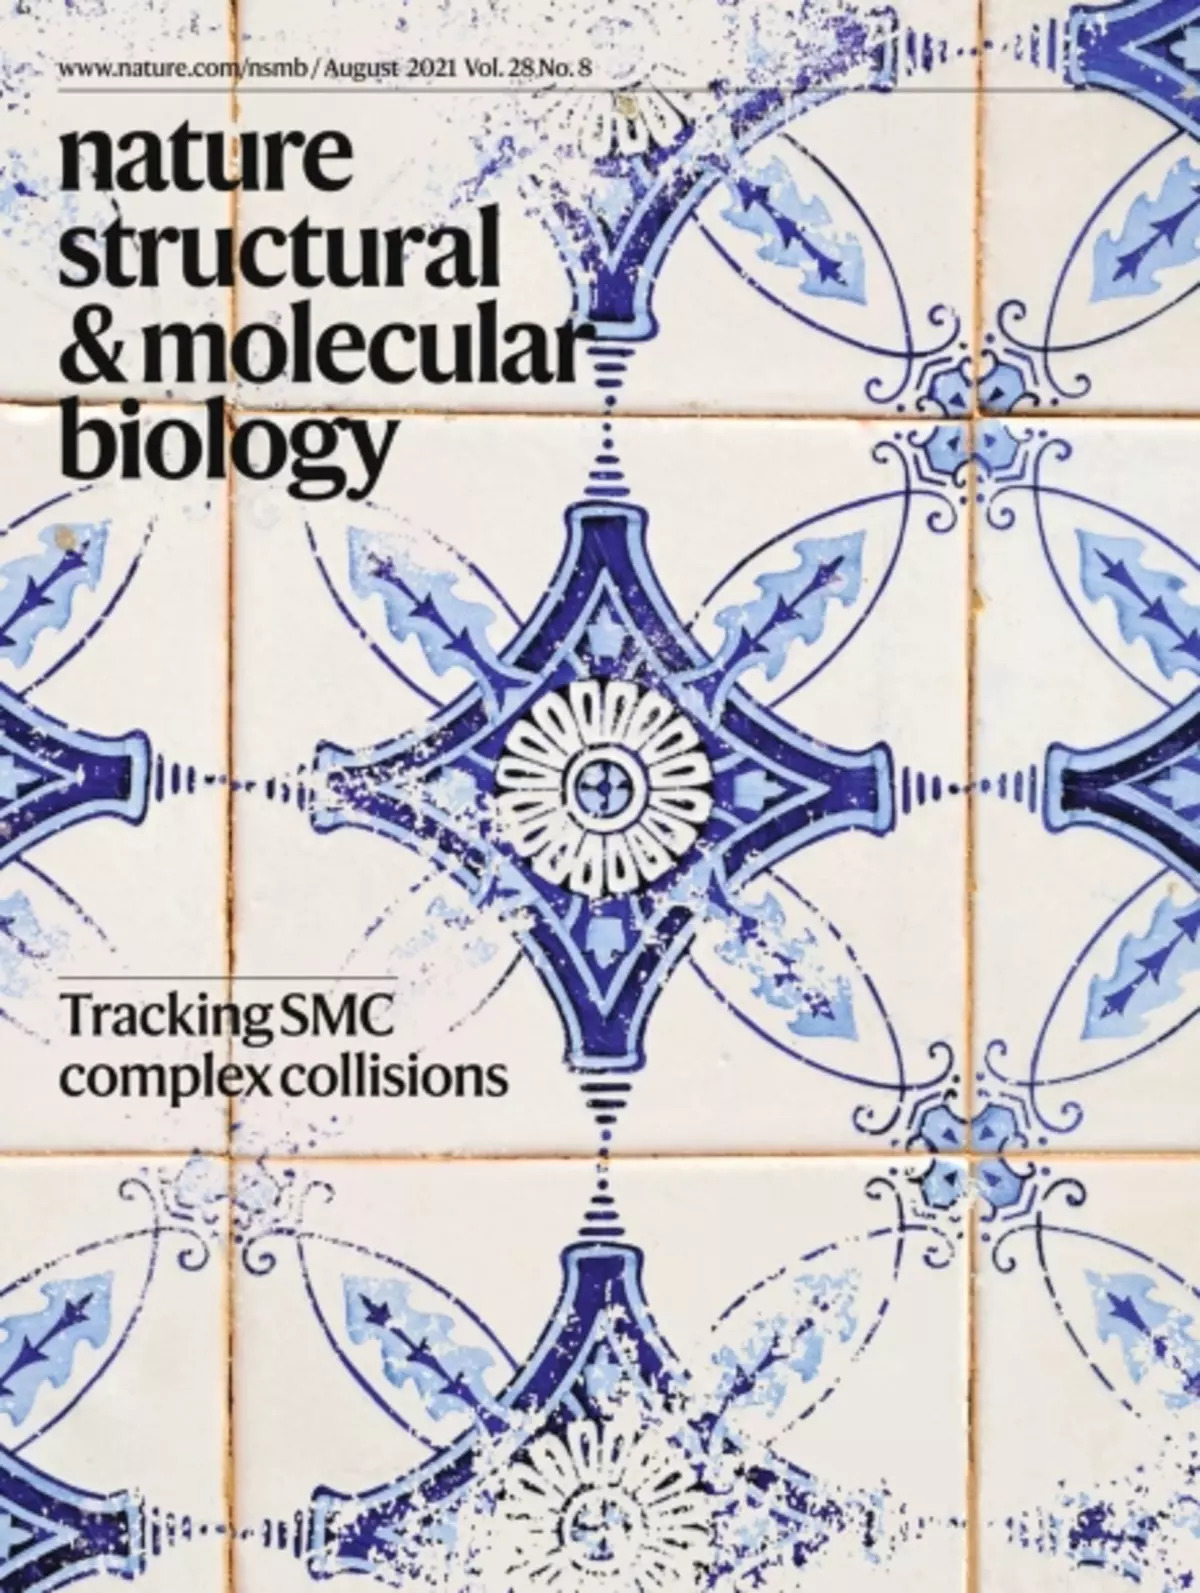 www.nature.com/nsmb / August 2021 Vol. 28 No. 8
nature
structural
& molecular
biology
Tracking SMC
complex collisions